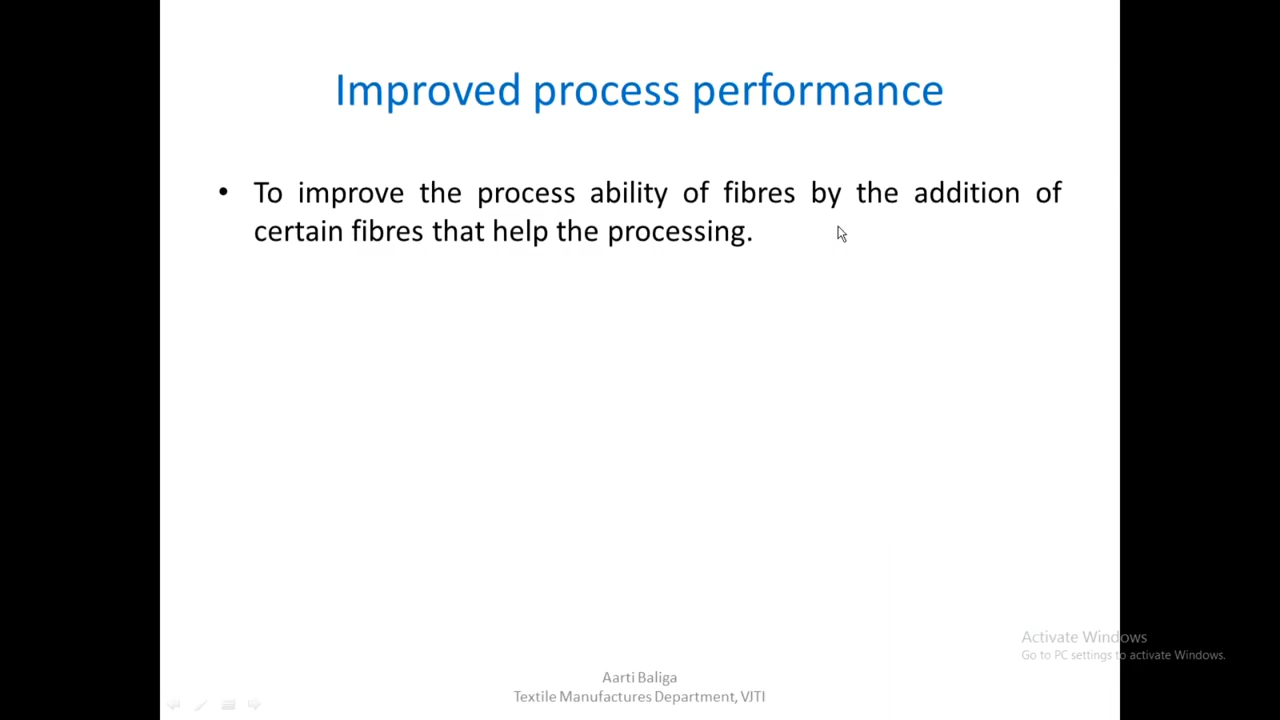 Improved process performance
• To improve the process ability of fibres by the addition of
certain fibres that help the processing.
Activate Windows
Go to PC settings to activate Windows.
Aarti Baliga
Textile Manufactures Department, VJTI